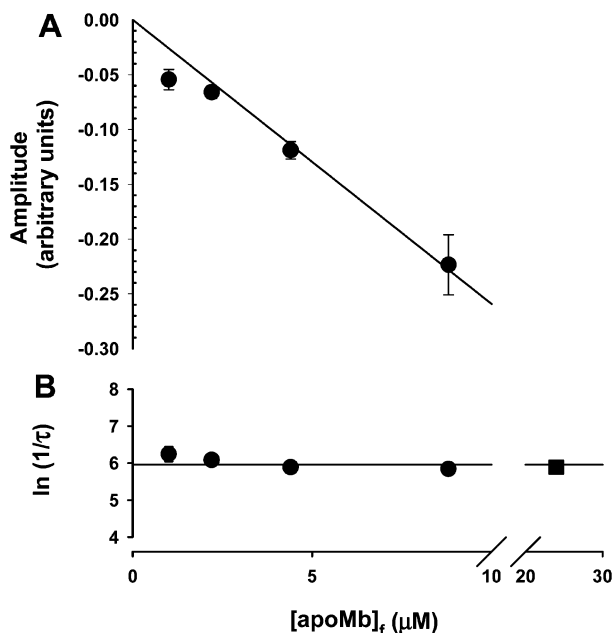 A
Amplitude
(arbitrary units)
0.00
-0.05
-0.10
-0.15
-0.20
-0.25
-0.30
B
ln (1/τ)
8
7
6
5
4
0 5 10 20 30
[apoMb]f (μM)